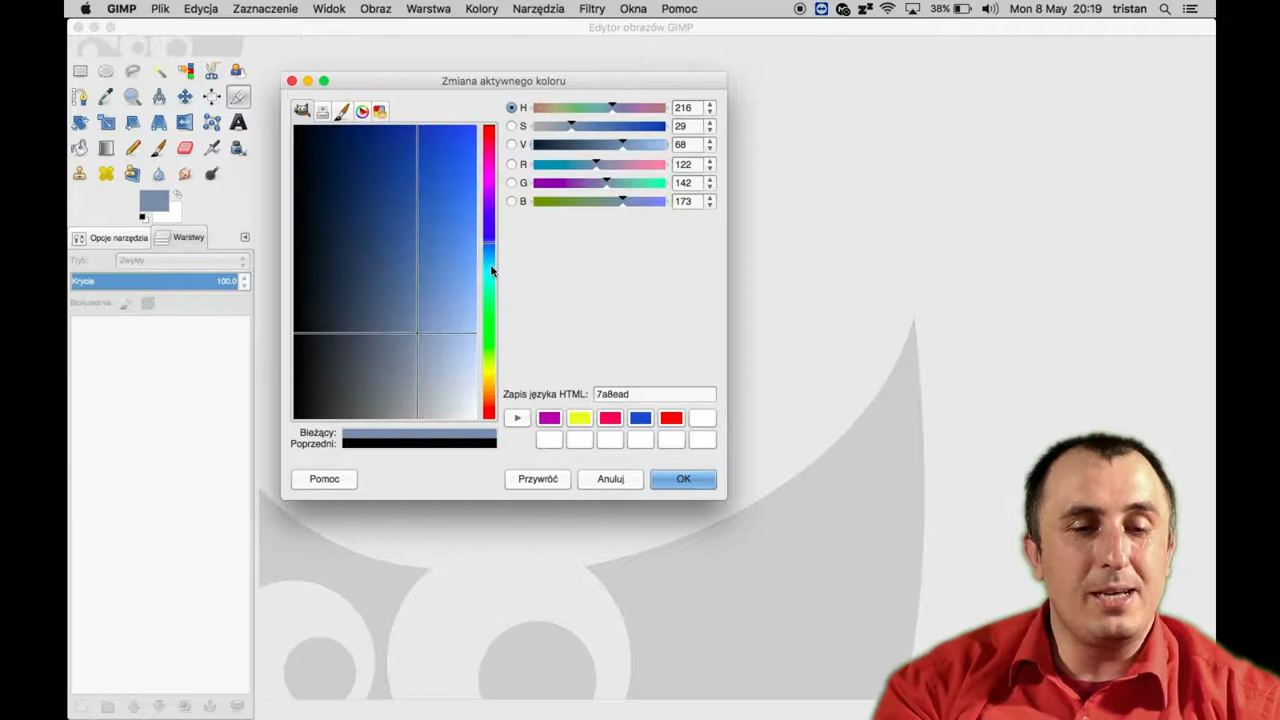 GIMP Plik Edycja Zaznaczenie Widok Obraz Warstwa Kolory Narzędzia Filtry Okna Pomoc 38% Mon 8 May 20:19 tristan
Edytor obrazów GIMP
Zmiana aktywnego koloru
H 216
S 29
V 68
R 122
G 142
B 173
Opcje narzędzia Warstwy
Tryb: Zwykły
Krycie 100.0
Blokowanie:
Zapis języka HTML: 7a8ead
Bieżący:
Poprzedni:
Pomoc Przywróć Anuluj OK